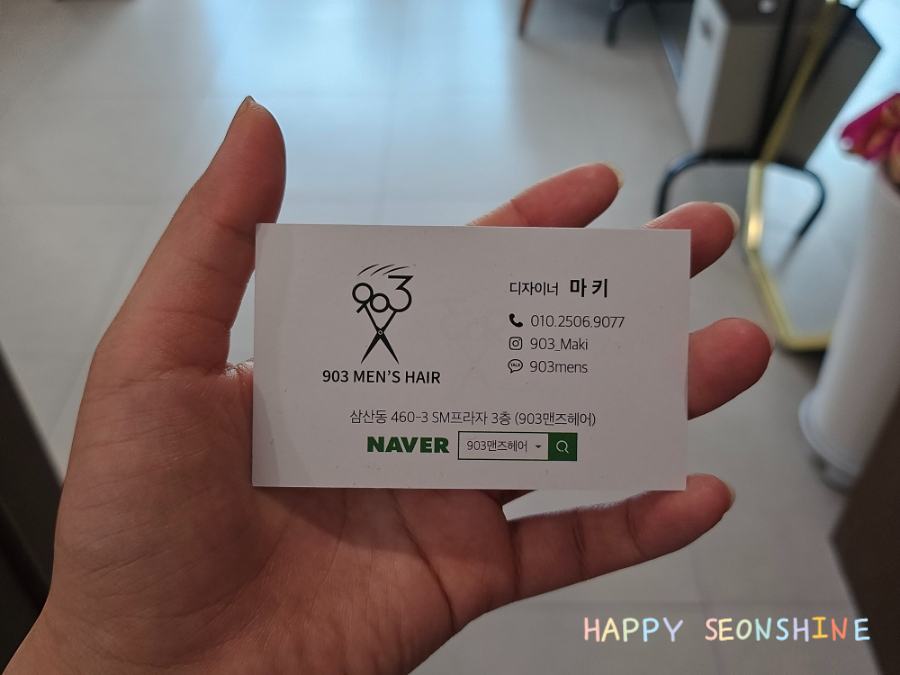 903
903 MEN'S HAIR
디자이너 마키
010.2506.9077
903_Maki
TALK
903mens
삼산동 460-3 SM프라자 3층 (903맨즈헤어)
NAVER 903맨즈헤어
HAPPY SEONSHINE